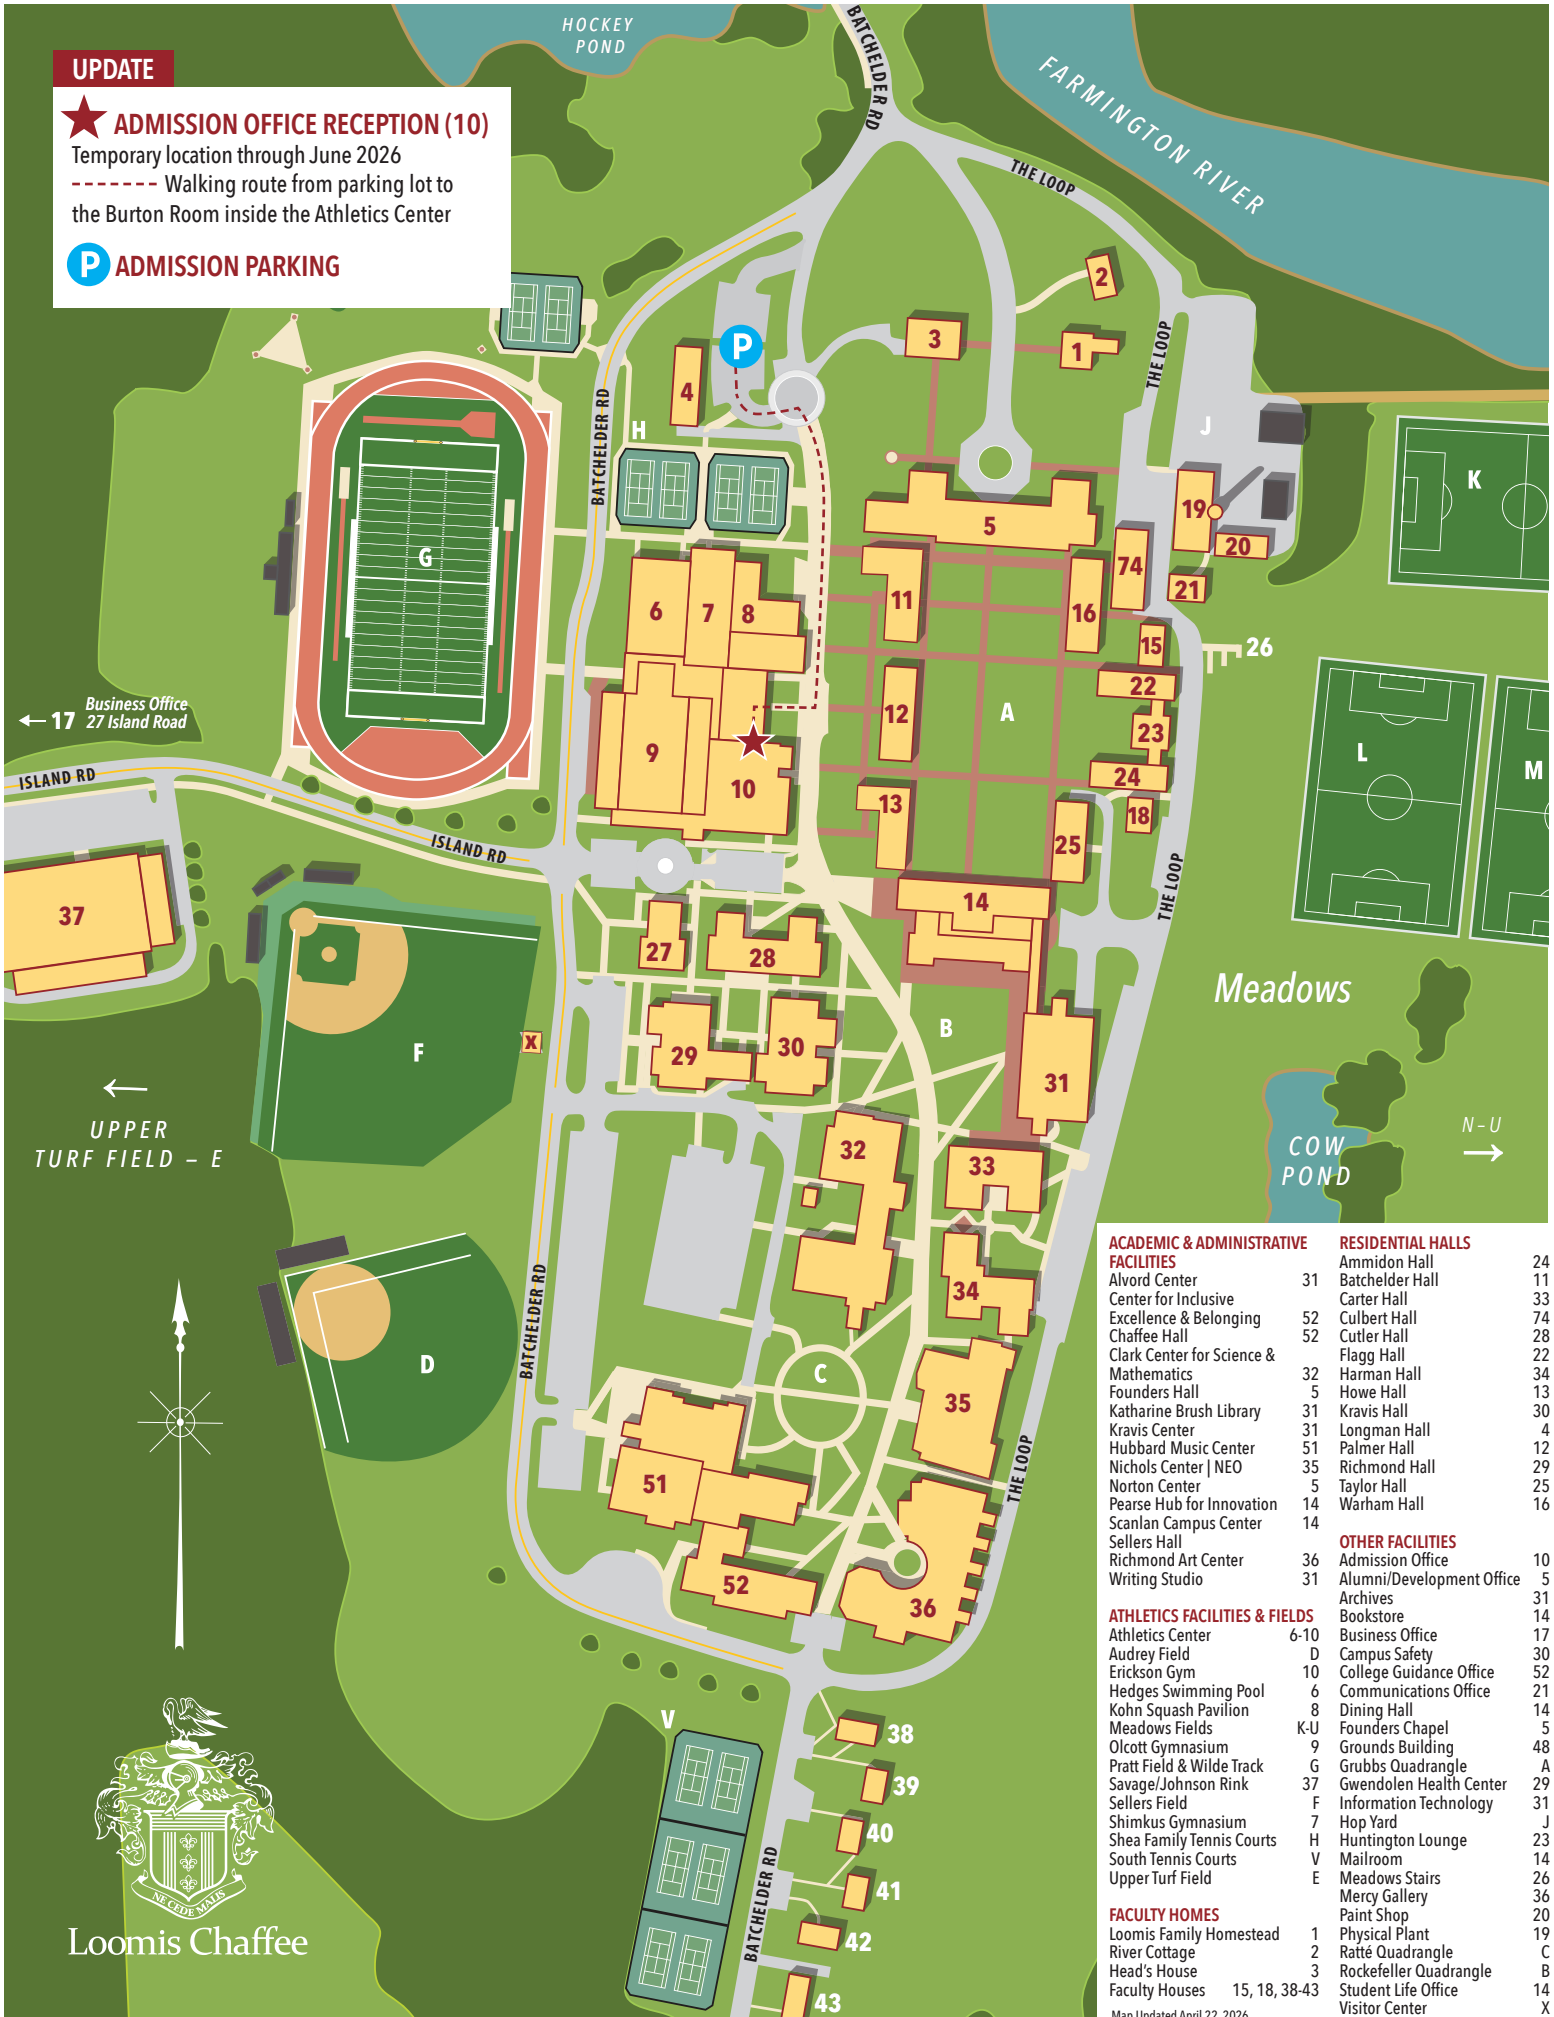 HOCKEY
POND
BATCHELDER RD
FARMINGTON RIVER
UPDATE
ADMISSION OFFICE RECEPTION (10)
Temporary location through June 2026
Walking route from parking lot to
the Burton Room inside the Athletics Center
P ADMISSION PARKING
THE LOOP
2
3
1
P
4
THE LOOP
BATCHELDER RD
H
J
K
G
5
19
20
74
21
6
7
8
11
16
15
26
22
Business Office
17 27 Island Road
12
A
23
9
10
24
L
M
13
18
25
ISLAND RD
ISLAND RD
THE LOOP
37
14
27
28
Meadows
F
X
B
29
30
31
UPPER
TURF FIELD – E
COW
POND
N–U
32
33
34
BATCHELDER RD
D
C
35
THE LOOP
51
52
36
V
38
39
40
41
42
43
BATCHELDER RD
NE CEDE MALIS
Loomis Chaffee
ACADEMIC & ADMINISTRATIVE
FACILITIES
Alvord Center 31
Center for Inclusive
Excellence & Belonging 52
Chaffee Hall 52
Clark Center for Science &
Mathematics 32
Founders Hall 5
Katharine Brush Library 31
Kravis Center 31
Hubbard Music Center 51
Nichols Center | NEO 35
Norton Center 5
Pearse Hub for Innovation 14
Scanlan Campus Center 14
Sellers Hall
Richmond Art Center 36
Writing Studio 31
ATHLETICS FACILITIES & FIELDS
Athletics Center 6-10
Audrey Field D
Erickson Gym 10
Hedges Swimming Pool 6
Kohn Squash Pavilion 8
Meadows Fields K-U
Olcott Gymnasium 9
Pratt Field & Wilde Track G
Savage/Johnson Rink 37
Sellers Field F
Shimkus Gymnasium 7
Shea Family Tennis Courts H
South Tennis Courts V
Upper Turf Field E
FACULTY HOMES
Loomis Family Homestead 1
River Cottage 2
Head's House 3
Faculty Houses 15, 18, 38-43
Map Updated April 22, 2026
RESIDENTIAL HALLS
Ammidon Hall 24
Batchelder Hall 11
Carter Hall 33
Culbert Hall 74
Cutler Hall 28
Flagg Hall 22
Harman Hall 34
Howe Hall 13
Kravis Hall 30
Longman Hall 4
Palmer Hall 12
Richmond Hall 29
Taylor Hall 25
Warham Hall 16
OTHER FACILITIES
Admission Office 10
Alumni/Development Office 5
Archives 31
Bookstore 14
Business Office 17
Campus Safety 30
College Guidance Office 52
Communications Office 21
Dining Hall 14
Founders Chapel 5
Grounds Building 48
Grubbs Quadrangle A
Gwendolen Health Center 29
Information Technology 31
Hop Yard J
Huntington Lounge 23
Mailroom 14
Meadows Stairs 26
Mercy Gallery 36
Paint Shop 20
Physical Plant 19
Ratté Quadrangle C
Rockefeller Quadrangle B
Student Life Office 14
Visitor Center X